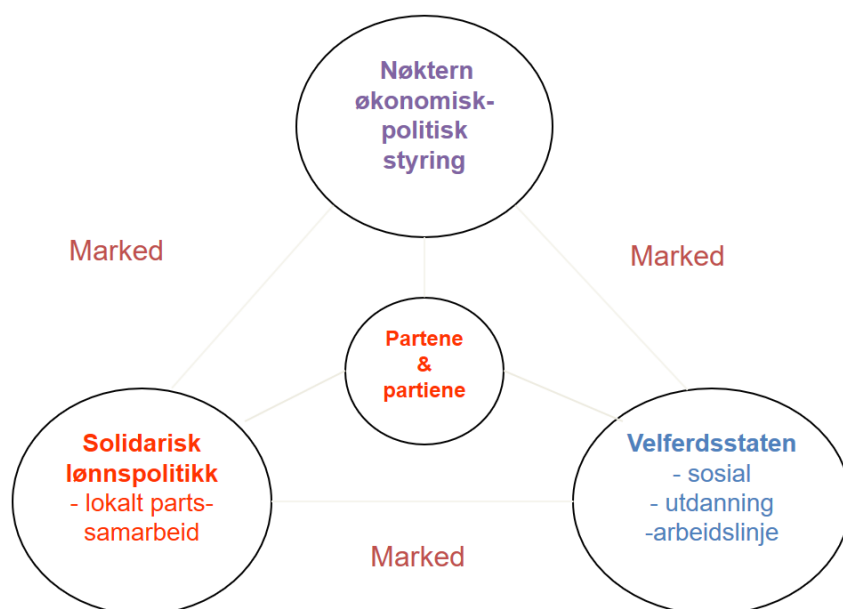 Nøktern
økonomisk-
politisk
styring
Marked
Marked
Partene
&
partiene
Solidarisk
lønnspolitikk
- lokalt parts-
samarbeid
Velferdsstaten
- sosial
- utdanning
-arbeidslinje
Marked